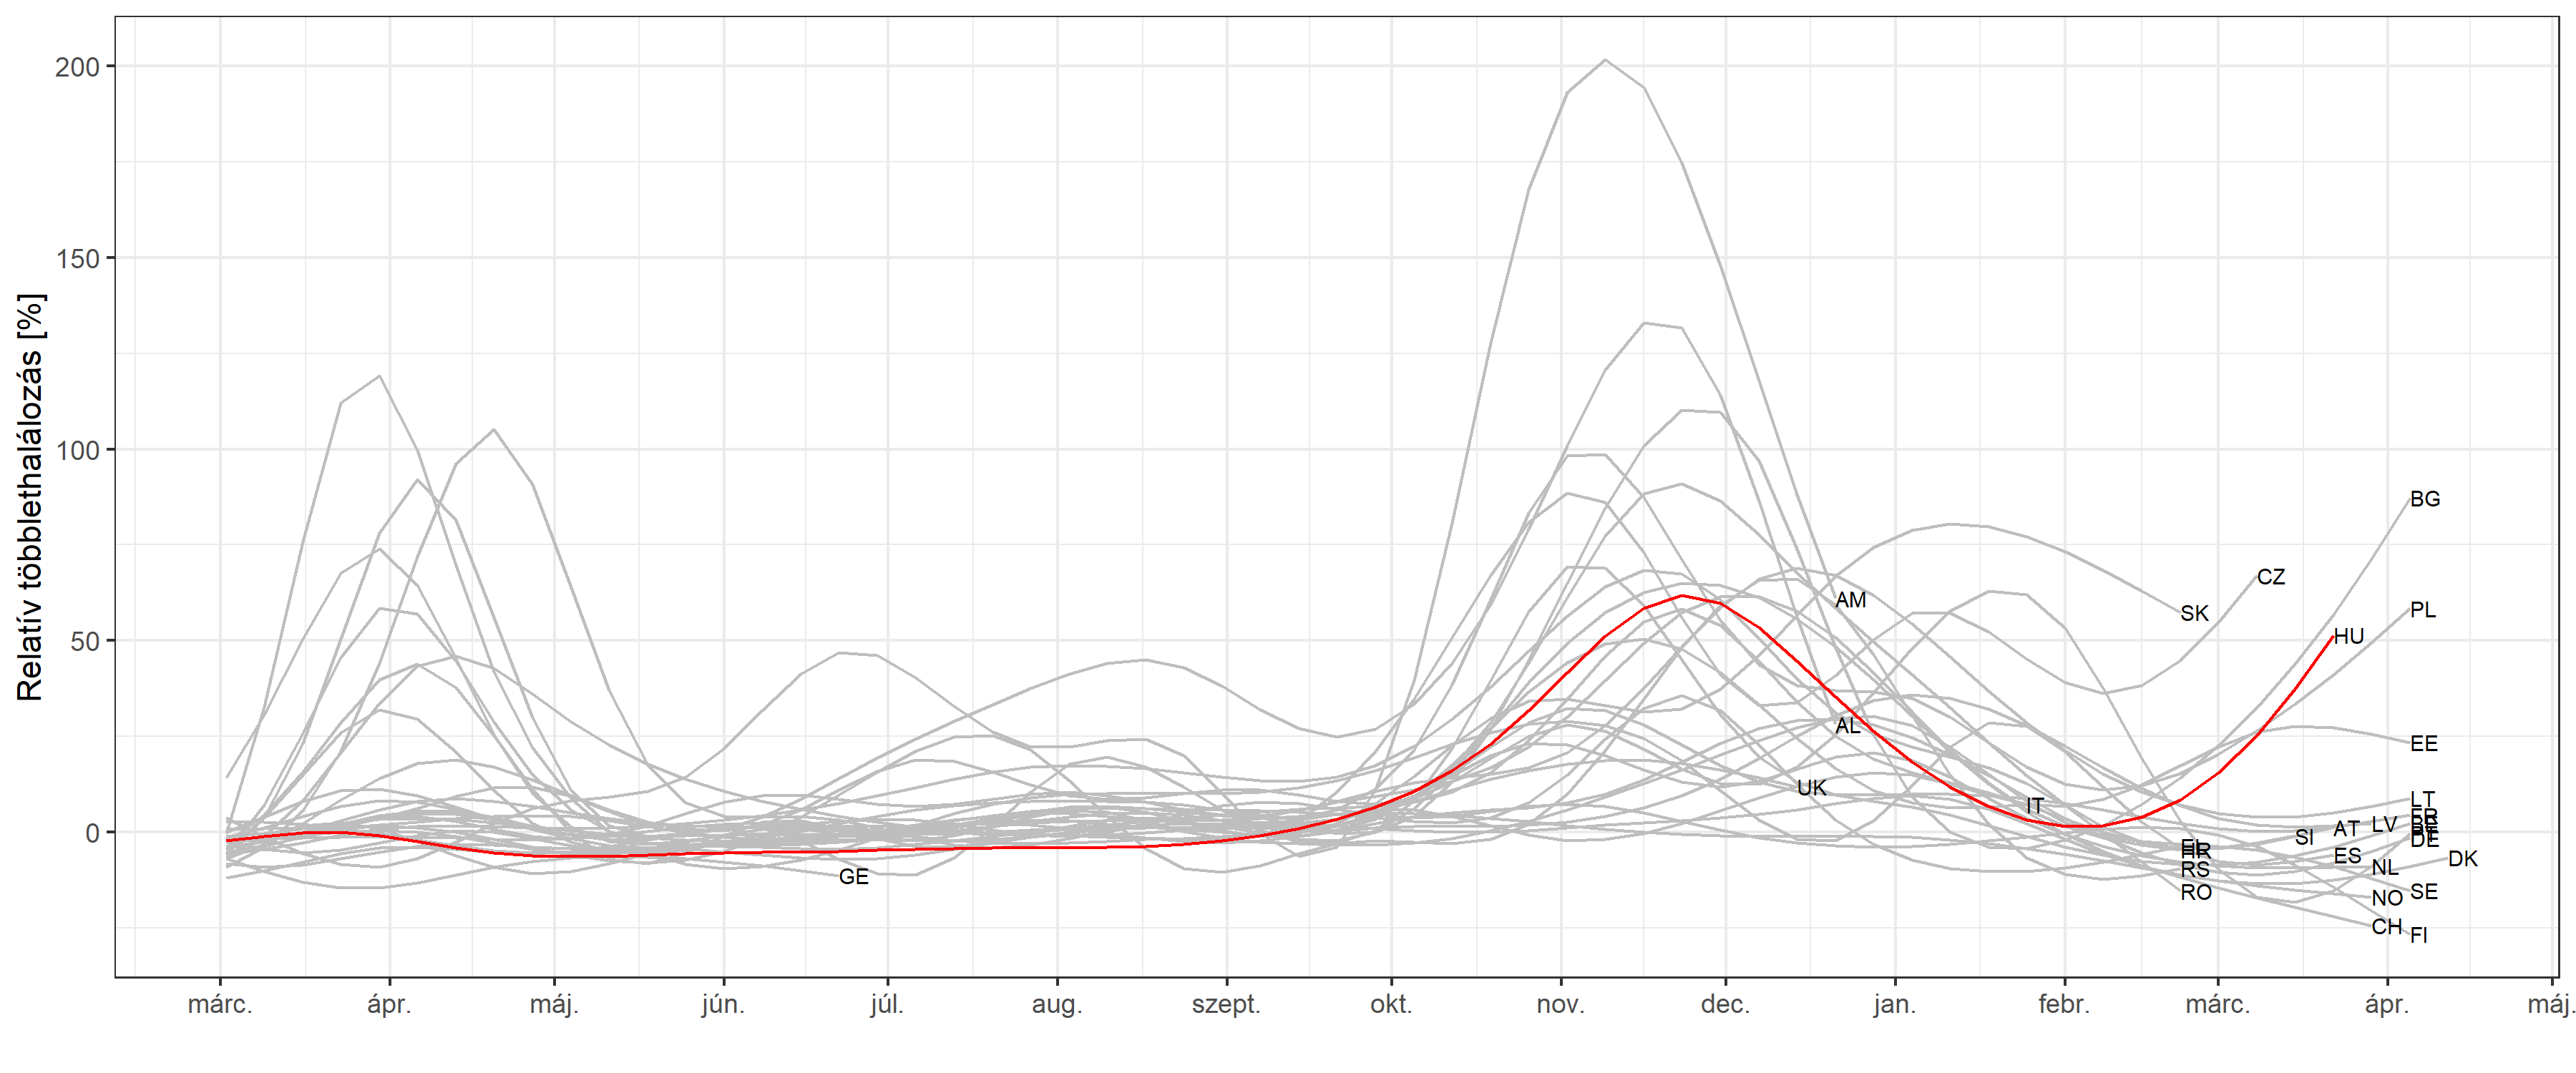 Relatív többlethalálozás [%]
200
150
100
50
0
BG
CZ
AM
SK
PL
HU
AL
EE
UK
IT
LT
LV
AT
SI
DE
ES
DK
RS
NL
GE
SE
RO
NO
CH
FI
márc.
ápr.
máj.
jún.
júl.
aug.
szept.
okt.
nov.
dec.
jan.
febr.
márc.
ápr.
máj.